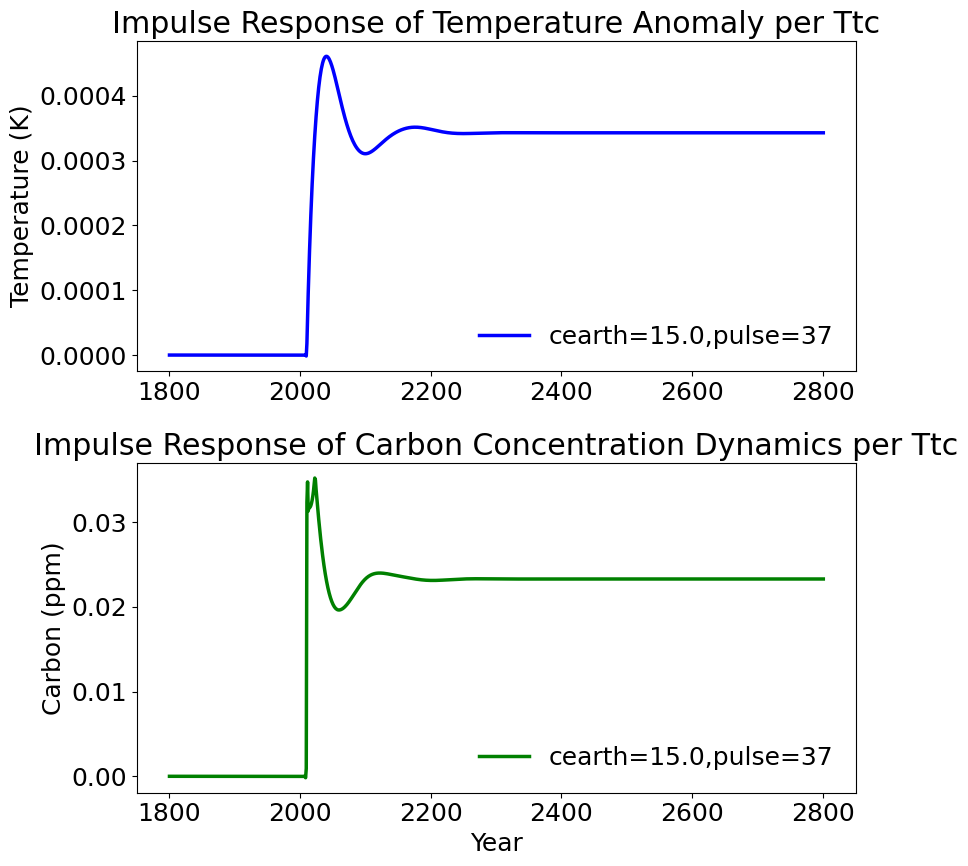 Impulse Response of Temperature Anomaly per Ttc
Temperature (K)
0.0004
0.0003
0.0002
0.0001
0.0000
cearth=15.0,pulse=37
1800 2000 2200 2400 2600 2800
Impulse Response of Carbon Concentration Dynamics per Ttc
Carbon (ppm)
0.03
0.02
0.01
0.00
cearth=15.0,pulse=37
1800 2000 2200 2400 2600 2800
Year